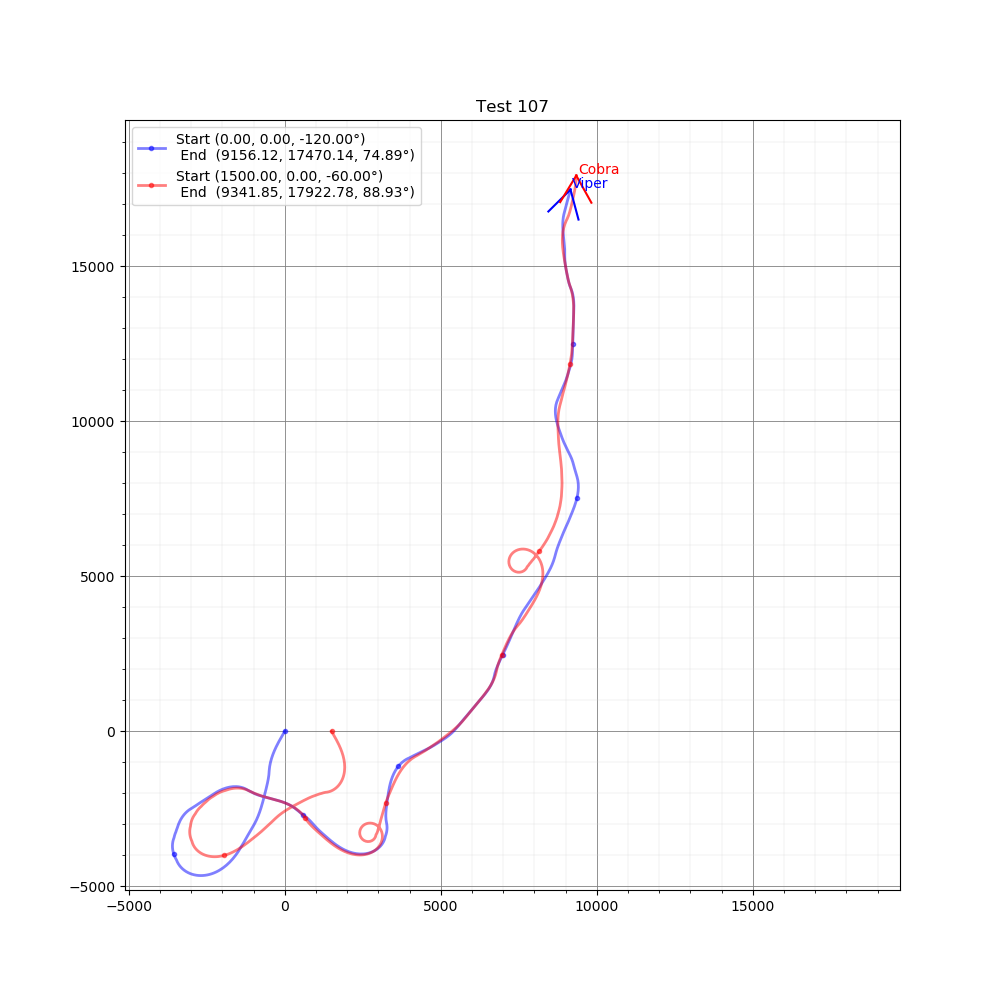 Test 107
Start (0.00, 0.00, -120.00°)
End  (9156.12, 17470.14, 74.89°)
Start (1500.00, 0.00, -60.00°)
End  (9341.85, 17922.78, 88.93°)
Cobra
Viper
15000
10000
5000
0
−5000
−5000
0
5000
10000
15000